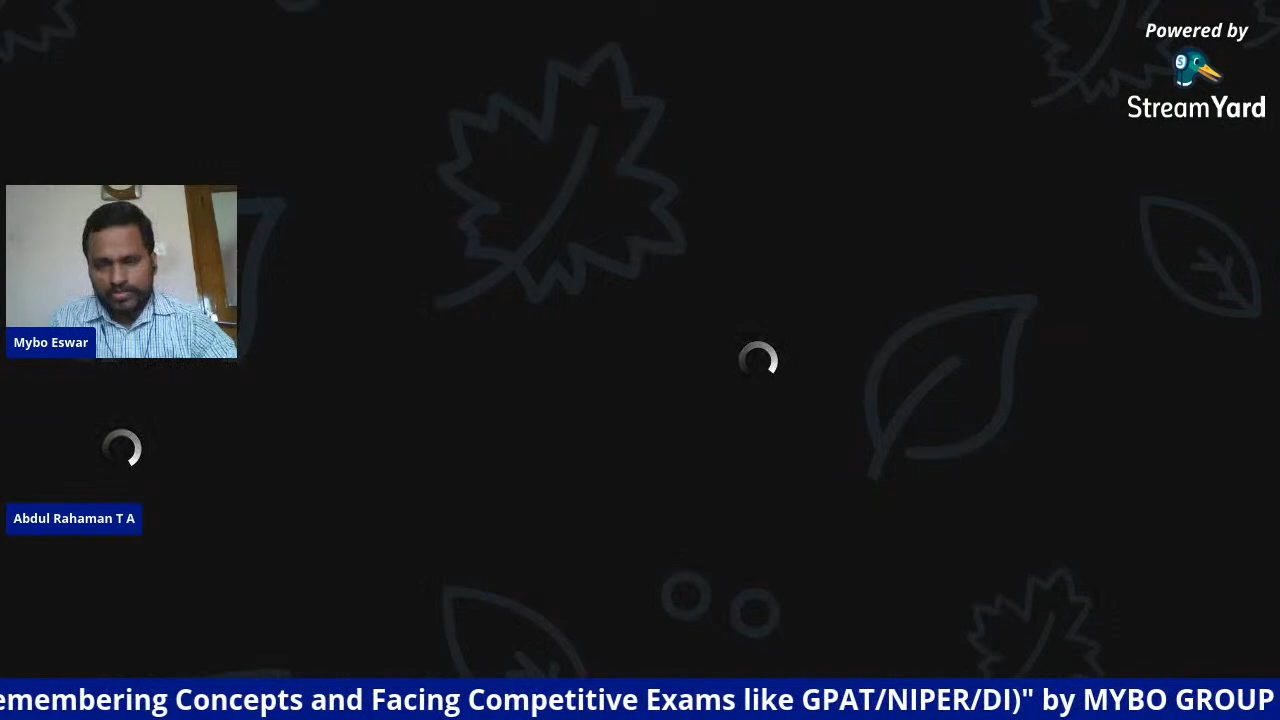 Powered by
StreamYard
Mybo Eswar
Abdul Rahaman T A
emembering Concepts and Facing Competitive Exams like GPAT/NIPER/DI)" by MYBO GROUP